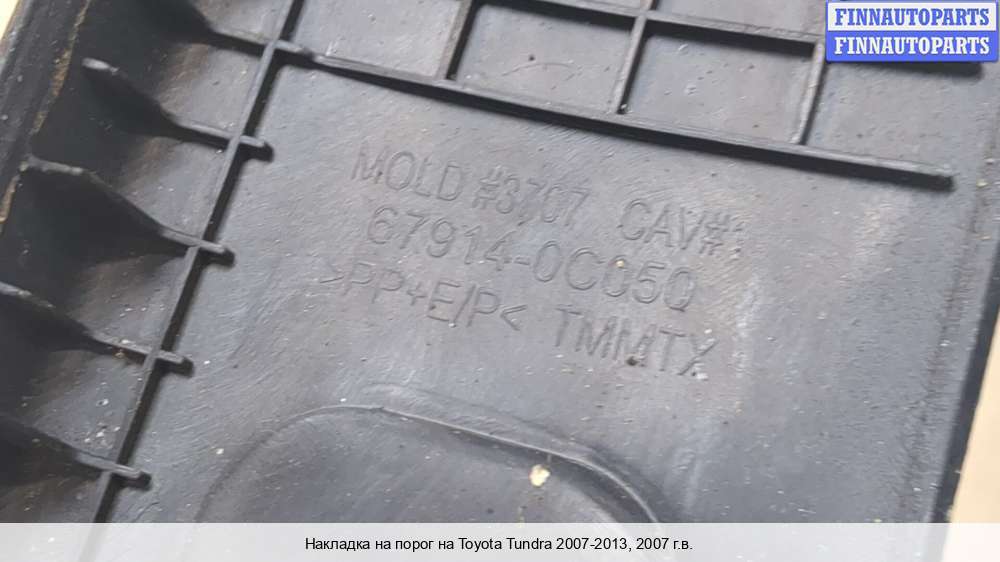 FINNAUTOPARTS
FINNAUTOPARTS
MOLD #3707 CAV#:
67914-0C050
>PP+E/P< TMMTX
Накладка на порог на Toyota Tundra 2007-2013, 2007 г.в.